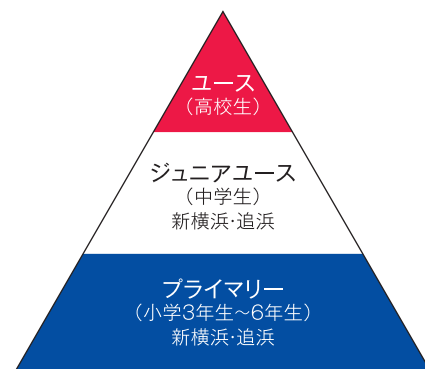 ユース
（高校生）
ジュニアユース
（中学生）
新横浜・追浜
プライマリー
（小学3年生～6年生）
新横浜・追浜